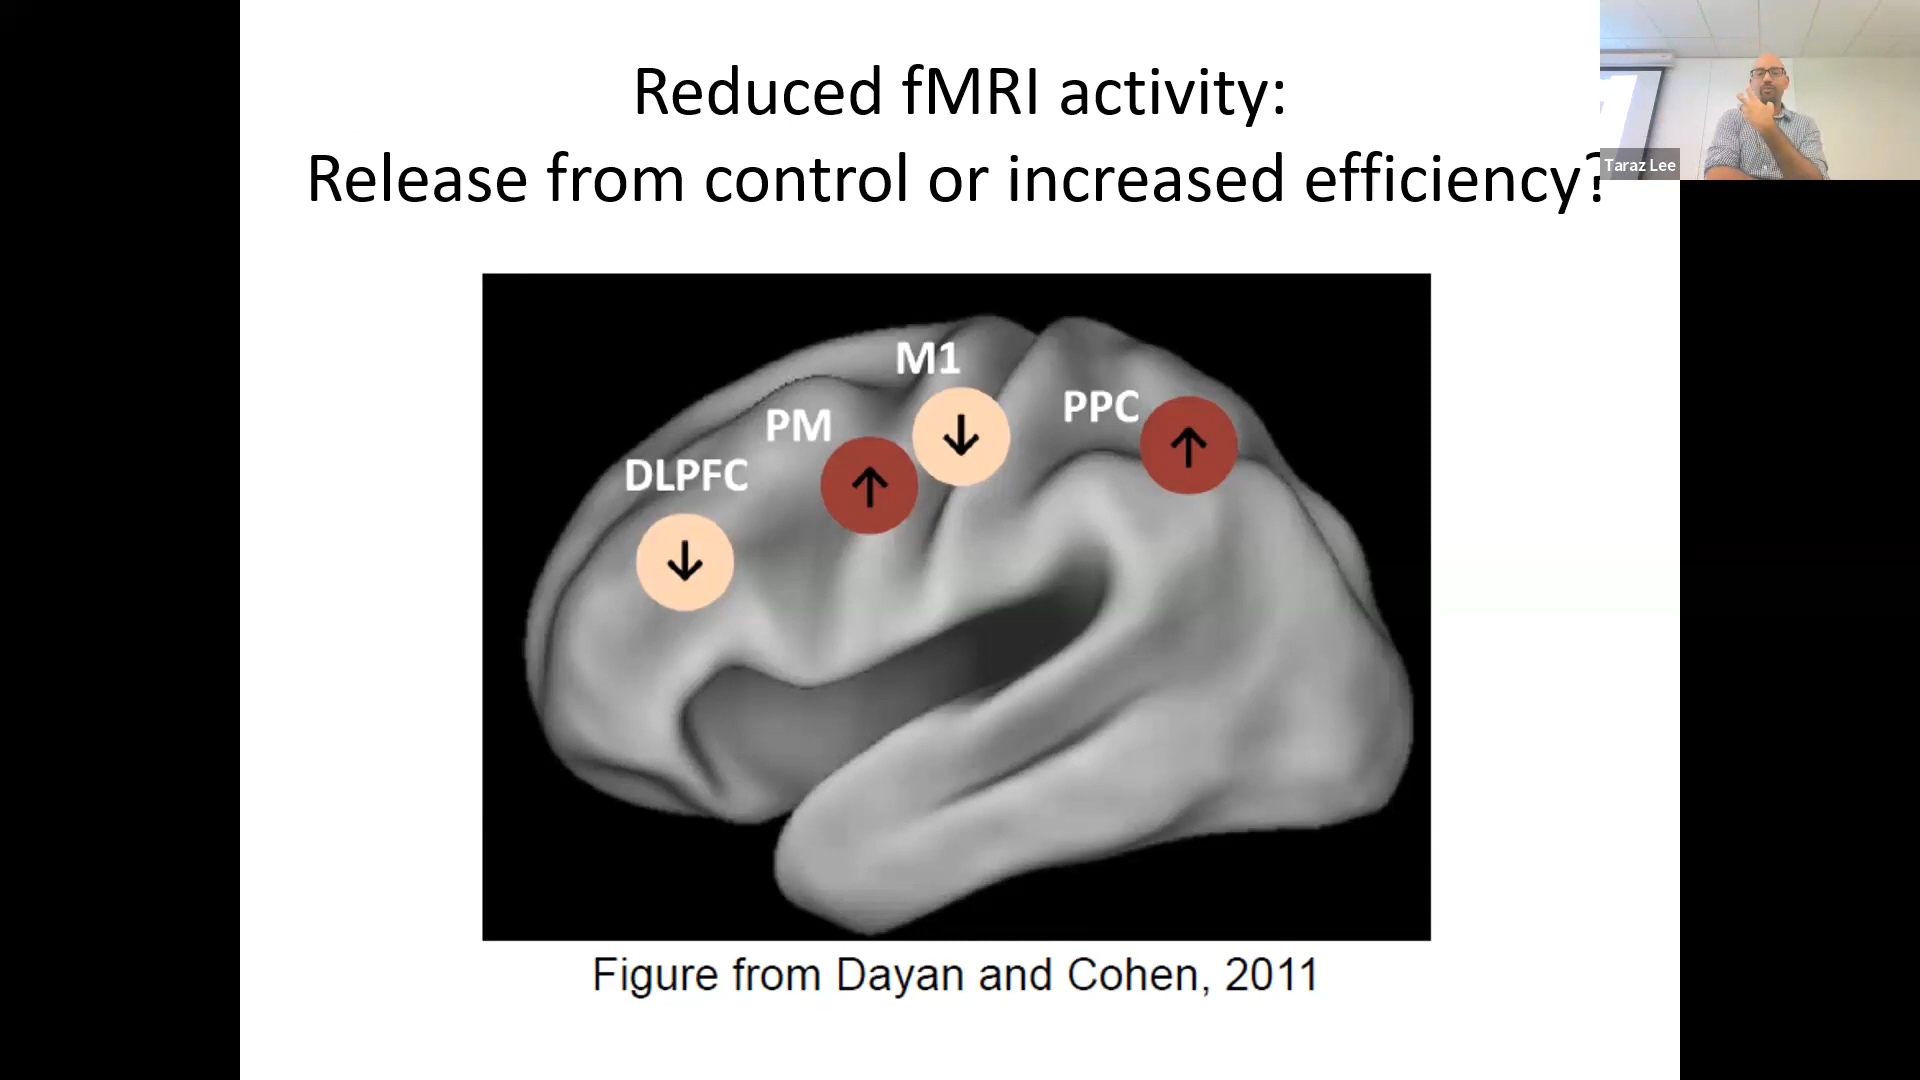 Reduced fMRI activity:
Release from control or increased efficiency?
Taraz Lee
M1
PPC
PM
DLPFC
↓
↑
↑
↓
Figure from Dayan and Cohen, 2011